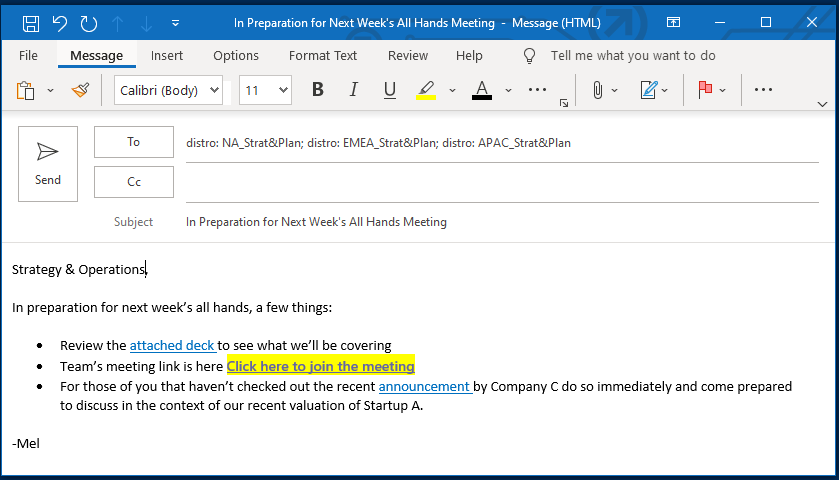 In Preparation for Next Week's All Hands Meeting - Message (HTML)
File Message Insert Options Format Text Review Help Tell me what you want to do
Calibri (Body) 11 B I U A
To distro: NA_Strat&Plan; distro: EMEA_Strat&Plan; distro: APAC_Strat&Plan
Send
Cc
Subject In Preparation for Next Week's All Hands Meeting
Strategy & Operations,
In preparation for next week’s all hands, a few things:
• Review the attached deck to see what we’ll be covering
• Team’s meeting link is here Click here to join the meeting
• For those of you that haven’t checked out the recent announcement by Company C do so immediately and come prepared
to discuss in the context of our recent valuation of Startup A.
-Mel